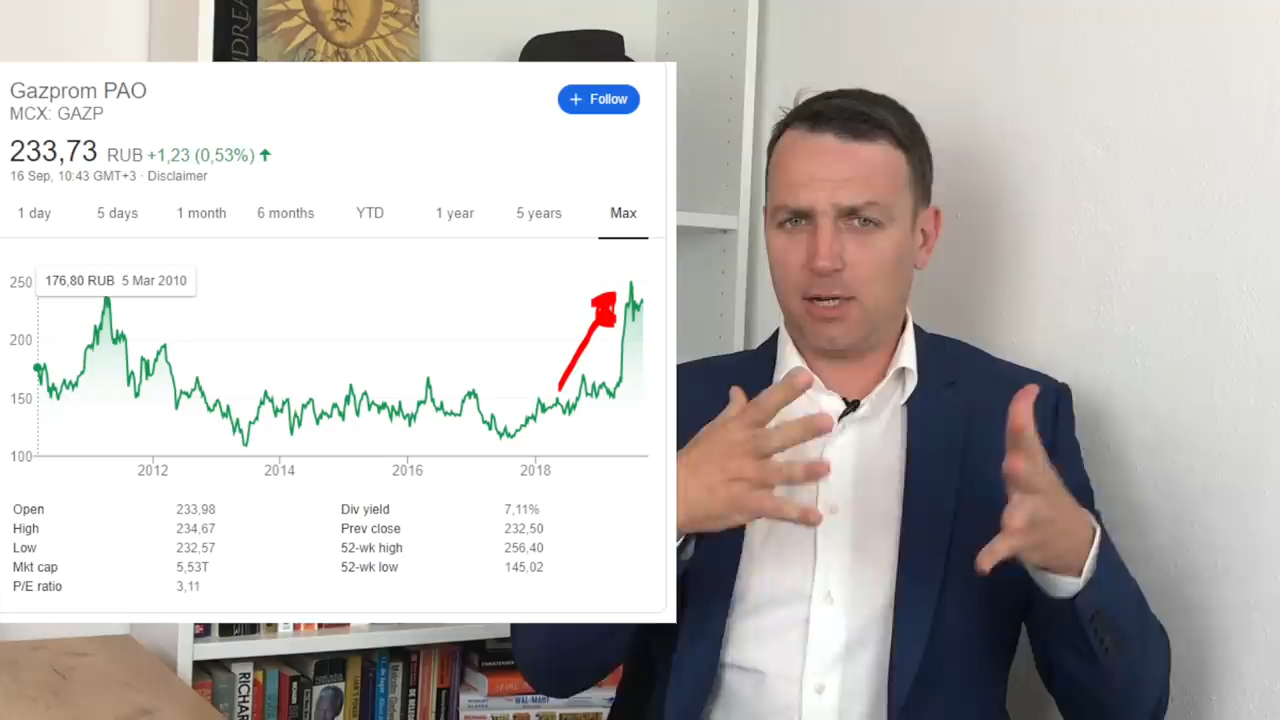 NDREA
Gazprom PAO
MCX: GAZP
+ Follow
233,73 RUB +1,23 (0,53%)
16 Sep, 10:43 GMT+3 · Disclaimer
1 day 5 days 1 month 6 months YTD 1 year 5 years Max
176,80 RUB 5 Mar 2010
250
200
150
100
2012 2014 2016 2018
Open 233,98 Div yield 7,11%
High 234,67 Prev close 232,50
Low 232,57 52-wk high 256,40
Mkt cap 5,53T 52-wk low 145,02
P/E ratio 3,11
RICHAR
WAL-MART